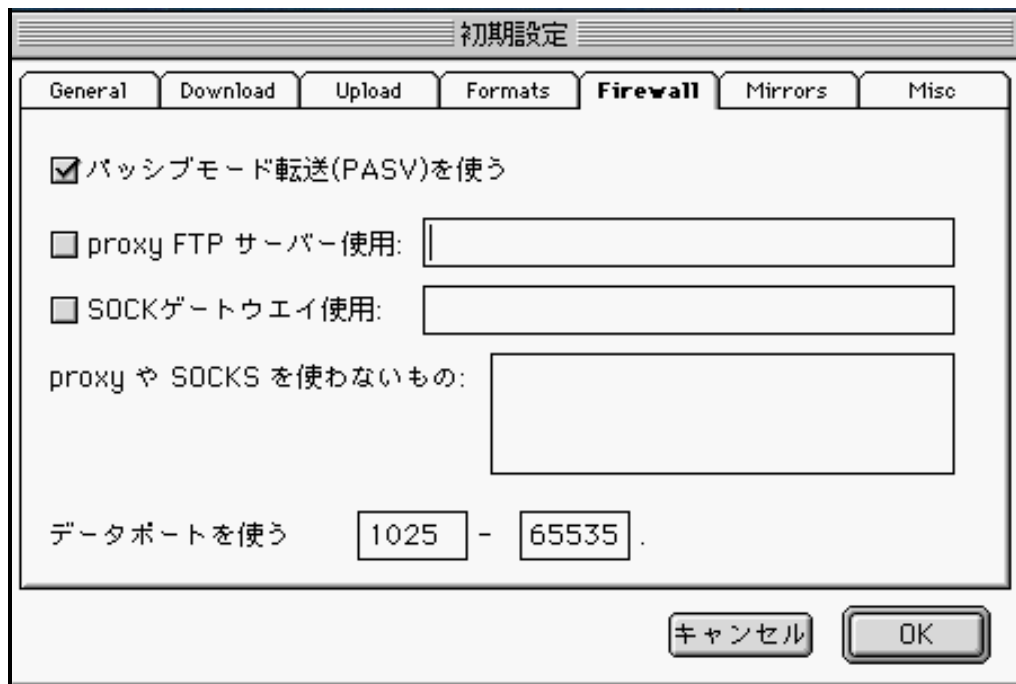 初期設定
General Download Upload Formats Firewall Mirrors Misc
パッシブモード転送(PASV)を使う
proxy FTP サーバー使用:
SOCKゲートウエイ使用:
proxy や SOCKS を使わないもの:
データポートを使う 1025 - 65535 .
キャンセル OK